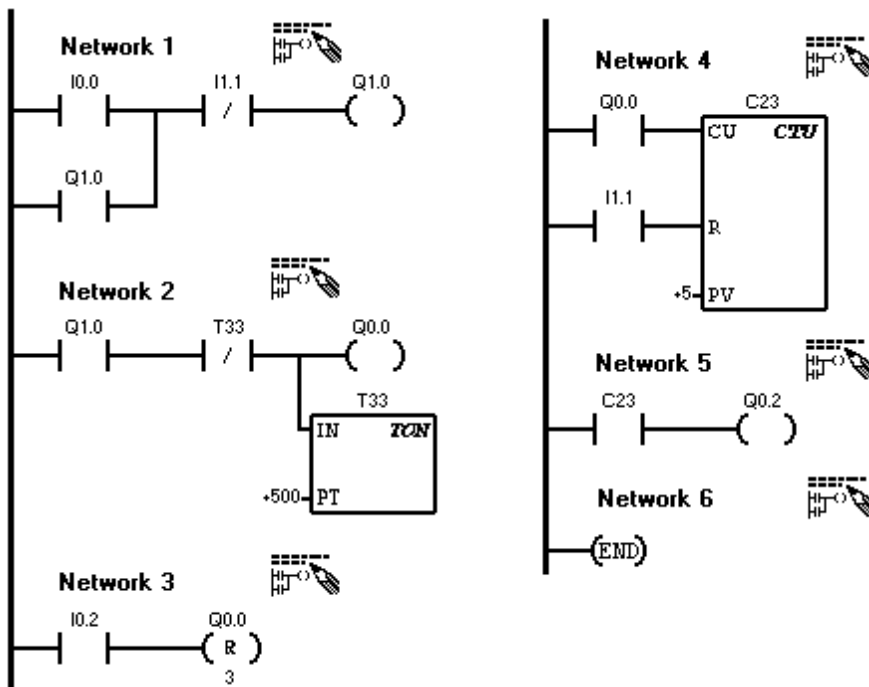 Network 1
I0.0
I1.1
Q1.0
/
Q1.0
Network 2
Q1.0
T33
Q0.0
/
T33
IN TON
+500 PT
Network 3
I0.2
Q0.0
R
3
Network 4
Q0.0
C23
CU CTU
I1.1
R
+5 PV
Network 5
C23
Q0.2
Network 6
END